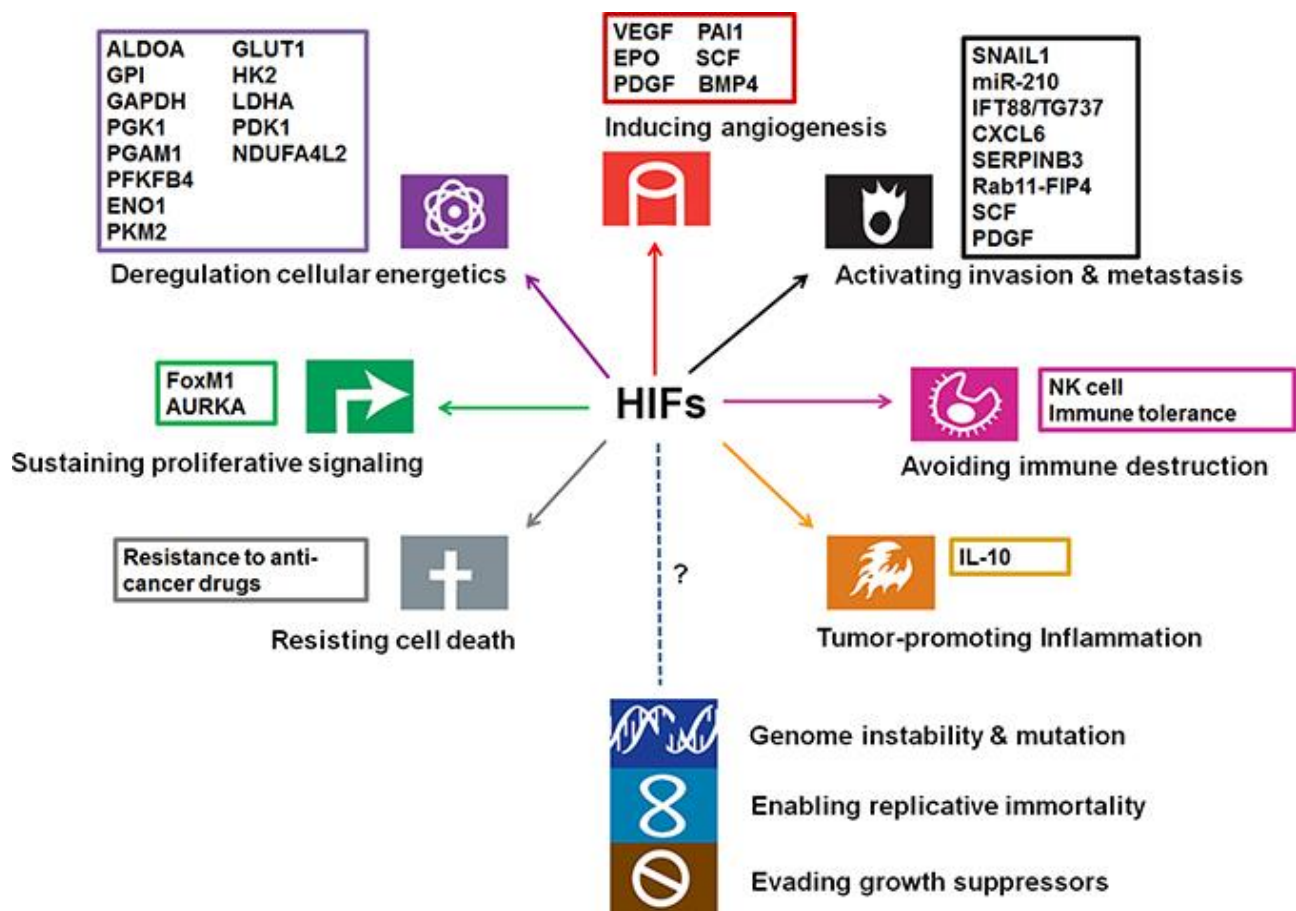 ALDOA GLUT1
GPI HK2
GAPDH LDHA
PGK1 PDK1
PGAM1 NDUFA4L2
PFKFB4
ENO1
PKM2
Deregulation cellular energetics
VEGF PAI1
EPO SCF
PDGF BMP4
Inducing angiogenesis
SNAIL1
miR-210
IFT88/TG737
CXCL6
SERPINB3
Rab11-FIP4
SCF
PDGF
Activating invasion & metastasis
FoxM1
AURKA
Sustaining proliferative signaling
HIFs
NK cell
Immune tolerance
Avoiding immune destruction
Resistance to anti-
cancer drugs
Resisting cell death
?
IL-10
Tumor-promoting Inflammation
Genome instability & mutation
Enabling replicative immortality
Evading growth suppressors